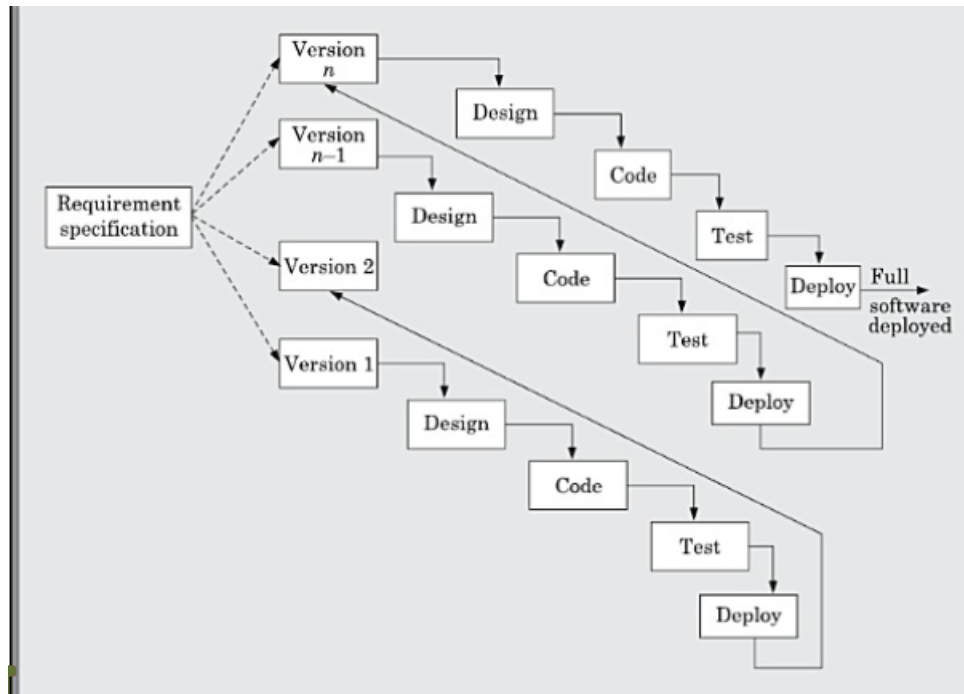 Version
n
Design
Code
Test
Deploy
Full
software
deployed
Version
n–1
Design
Code
Test
Deploy
Requirement
specification
Version 2
Version 1
Design
Code
Test
Deploy